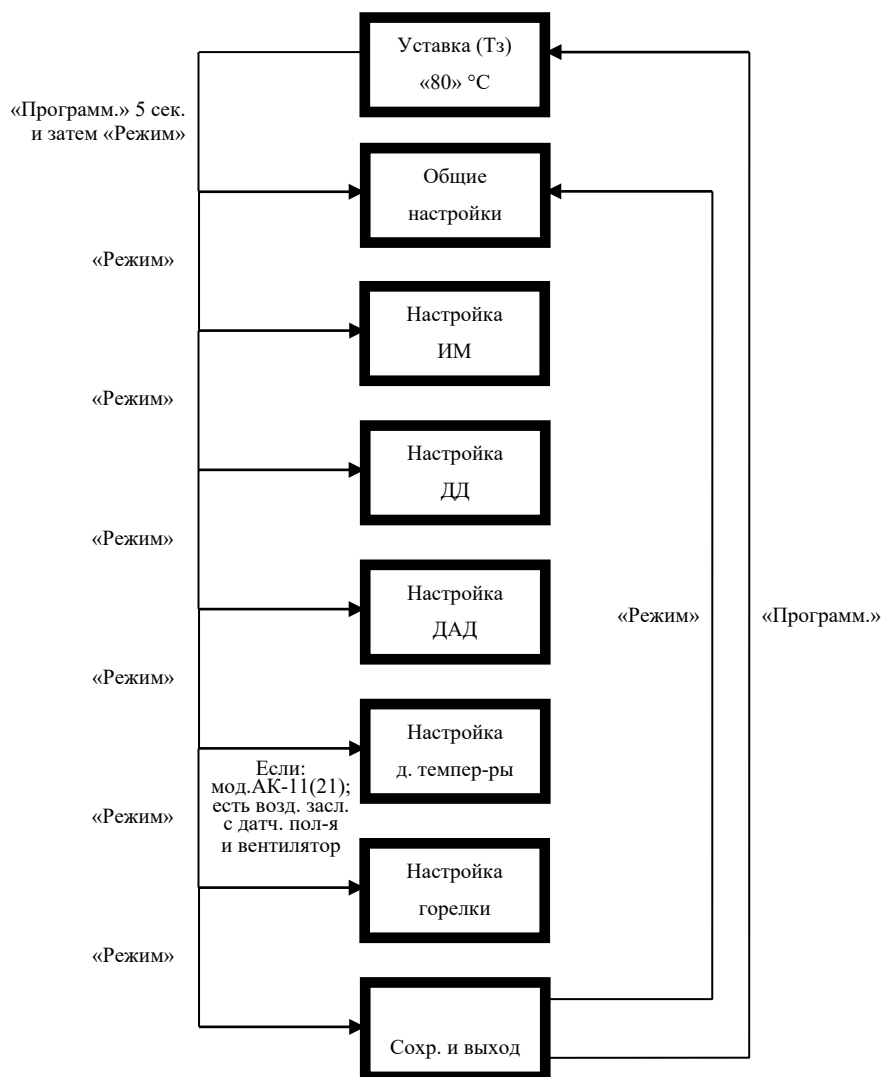 Уставка (Тз)
«80» °С
«Программ.» 5 сек.
и затем «Режим»
Общие
настройки
«Режим»
Настройка
ИМ
«Режим»
Настройка
ДД
«Режим»
Настройка
ДАД
«Режим»
«Программ.»
«Режим»
Настройка
д. темпер-ры
Если:
мод.АК-11(21);
есть возд. засл.
с датч. пол-я
и вентилятор
«Режим»
Настройка
горелки
«Режим»
Сохр. и выход